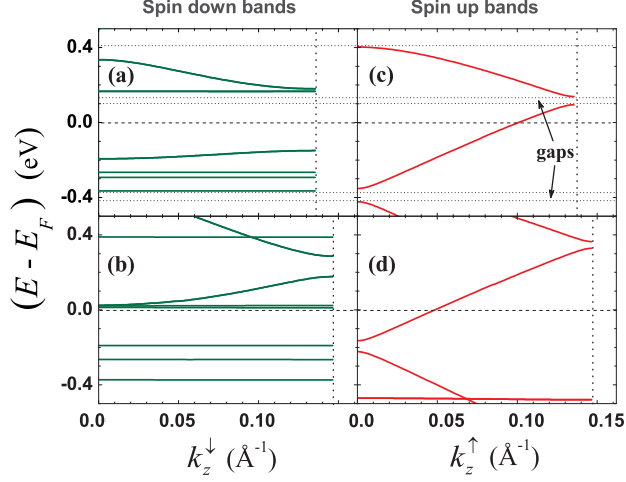 Spin down bands
Spin up bands
(E - E_F) (eV)
0.4
0.0
-0.4
0.4
0.0
-0.4
(a)
(c)
gaps
(b)
(d)
0.0
0.05
0.10
0.0
0.05
0.10
0.15
k_z^↓ (Å^-1)
k_z^↑ (Å^-1)